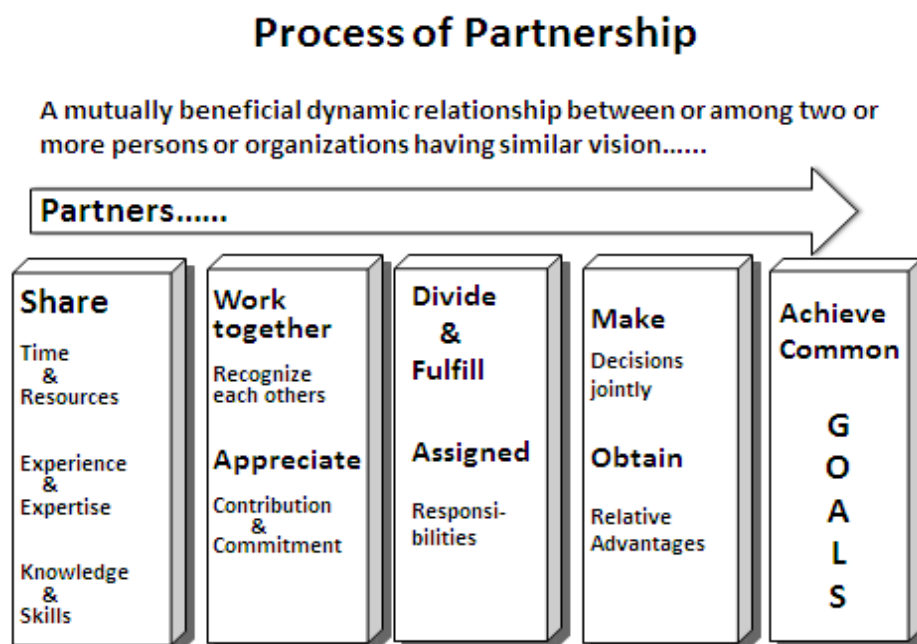 Process of Partnership
A mutually beneficial dynamic relationship between or among two or
more persons or organizations having similar vision......
Partners......
Share
Time
&
Resources
Experience
&
Expertise
Knowledge
&
Skills
Work
together
Recognize
each others
Appreciate
Contribution
&
Commitment
Divide
&
Fulfill
Assigned
Responsi-
bilities
Make
Decisions
jointly
Obtain
Relative
Advantages
Achieve
Common
G
O
A
L
S